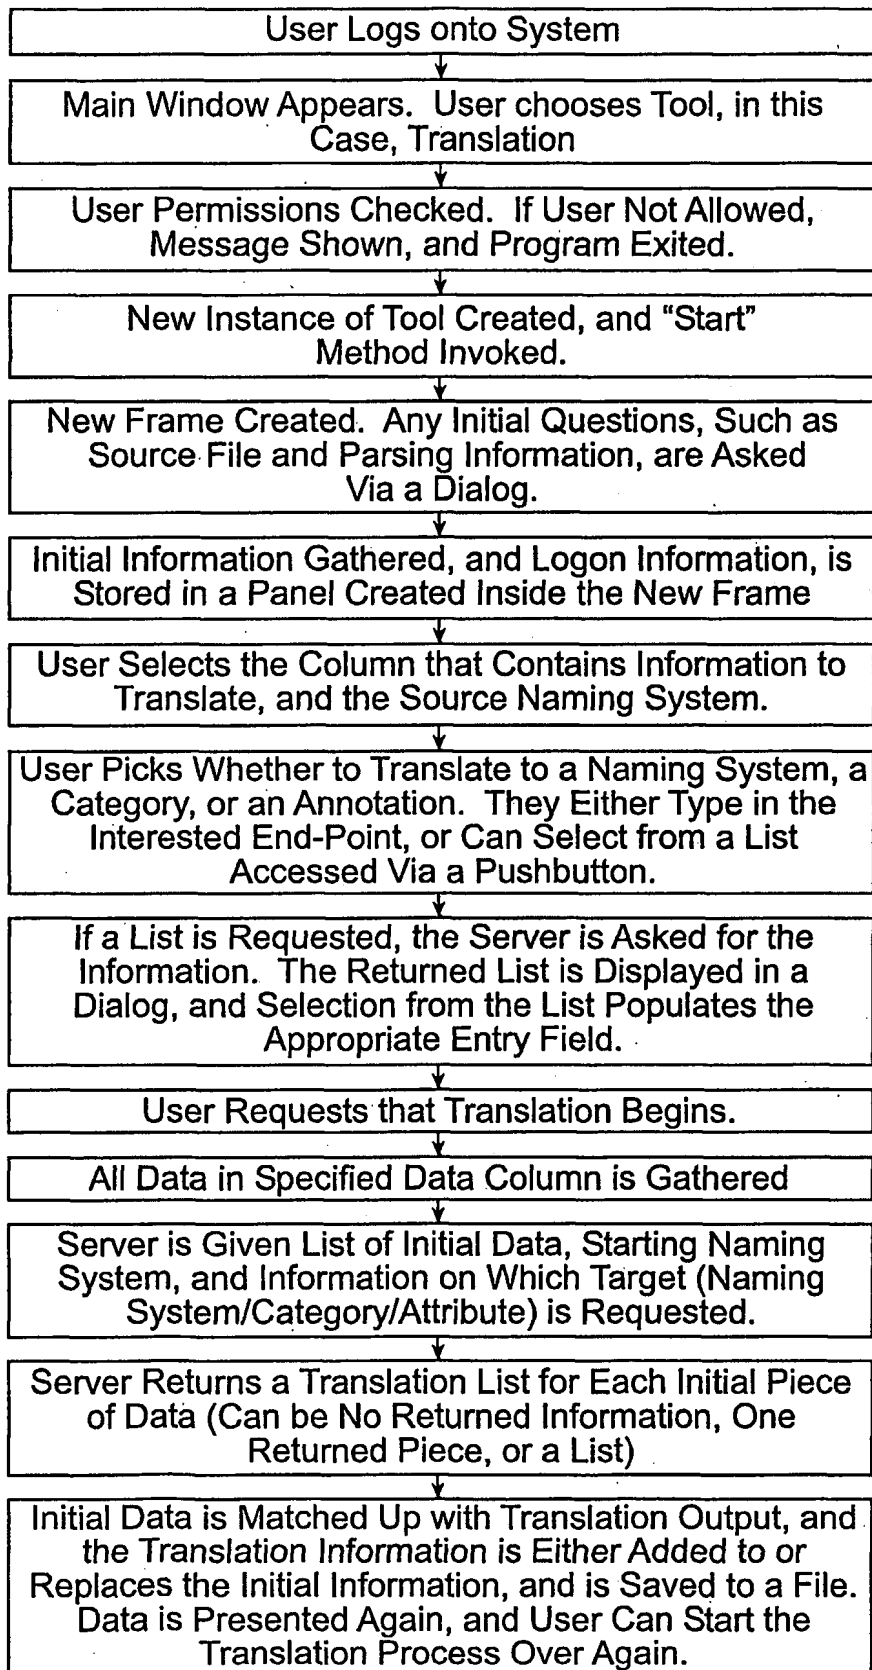 User Logs onto System
Main Window Appears. User chooses Tool, in this
Case, Translation
User Permissions Checked. If User Not Allowed,
Message Shown, and Program Exited.
New Instance of Tool Created, and “Start”
Method Invoked.
New Frame Created. Any Initial Questions, Such as
Source File and Parsing Information, are Asked
Via a Dialog.
Initial Information Gathered, and Logon Information, is
Stored in a Panel Created Inside the New Frame
User Selects the Column that Contains Information to
Translate, and the Source Naming System.
User Picks Whether to Translate to a Naming System, a
Category, or an Annotation. They Either Type in the
Interested End-Point, or Can Select from a List
Accessed Via a Pushbutton.
If a List is Requested, the Server is Asked for the
Information. The Returned List is Displayed in a
Dialog, and Selection from the List Populates the
Appropriate Entry Field.
User Requests that Translation Begins.
All Data in Specified Data Column is Gathered
Server is Given List of Initial Data, Starting Naming
System, and Information on Which Target (Naming
System/Category/Attribute) is Requested.
Server Returns a Translation List for Each Initial Piece
of Data (Can be No Returned Information, One
Returned Piece, or a List)
Initial Data is Matched Up with Translation Output, and
the Translation Information is Either Added to or
Replaces the Initial Information, and is Saved to a File.
Data is Presented Again, and User Can Start the
Translation Process Over Again.